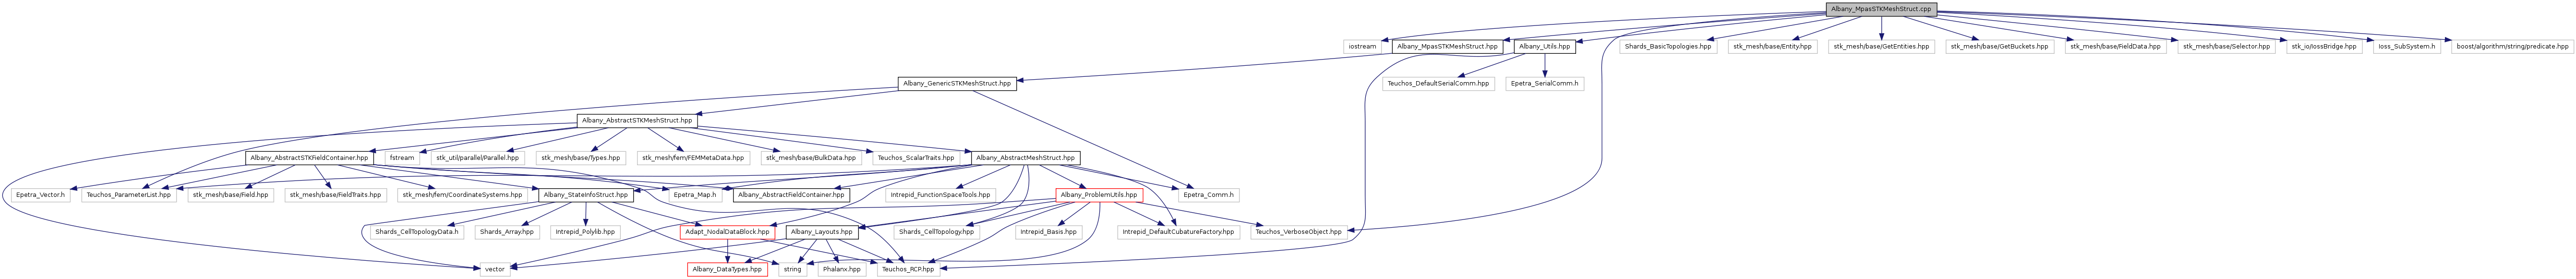 Albany_MpasSTKMeshStruct.cpp
iostream
Albany_MpasSTKMeshStruct.hpp
Albany_Utils.hpp
Shards_BasicTopologies.hpp
stk_mesh/base/Entity.hpp
stk_mesh/base/GetEntities.hpp
stk_mesh/base/GetBuckets.hpp
stk_mesh/base/FieldData.hpp
stk_mesh/base/Selector.hpp
stk_io/IossBridge.hpp
Ioss_SubSystem.h
boost/algorithm/string/predicate.hpp
Albany_GenericSTKMeshStruct.hpp
Teuchos_DefaultSerialComm.hpp
Epetra_SerialComm.h
Albany_AbstractSTKMeshStruct.hpp
Albany_AbstractSTKFieldContainer.hpp
fstream
stk_util/parallel/Parallel.hpp
stk_mesh/base/Types.hpp
stk_mesh/fem/FEMMetaData.hpp
stk_mesh/base/BulkData.hpp
Teuchos_ScalarTraits.hpp
Albany_AbstractMeshStruct.hpp
Epetra_Vector.h
Teuchos_ParameterList.hpp
stk_mesh/base/Field.hpp
stk_mesh/base/FieldTraits.hpp
stk_mesh/fem/CoordinateSystems.hpp
Albany_StateInfoStruct.hpp
Epetra_Map.h
Albany_AbstractFieldContainer.hpp
Intrepid_FunctionSpaceTools.hpp
Albany_ProblemUtils.hpp
Epetra_Comm.h
Shards_CellTopologyData.h
Shards_Array.hpp
Intrepid_Polylib.hpp
Adapt_NodalDataBlock.hpp
Albany_Layouts.hpp
Shards_CellTopology.hpp
Intrepid_Basis.hpp
Intrepid_DefaultCubatureFactory.hpp
Teuchos_VerboseObject.hpp
vector
Albany_DataTypes.hpp
string
Phalanx.hpp
Teuchos_RCP.hpp